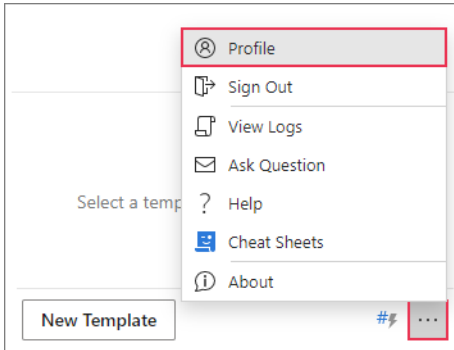 Profile
Sign Out
View Logs
Ask Question
Select a temp
Help
Cheat Sheets
About
New Template
#
...